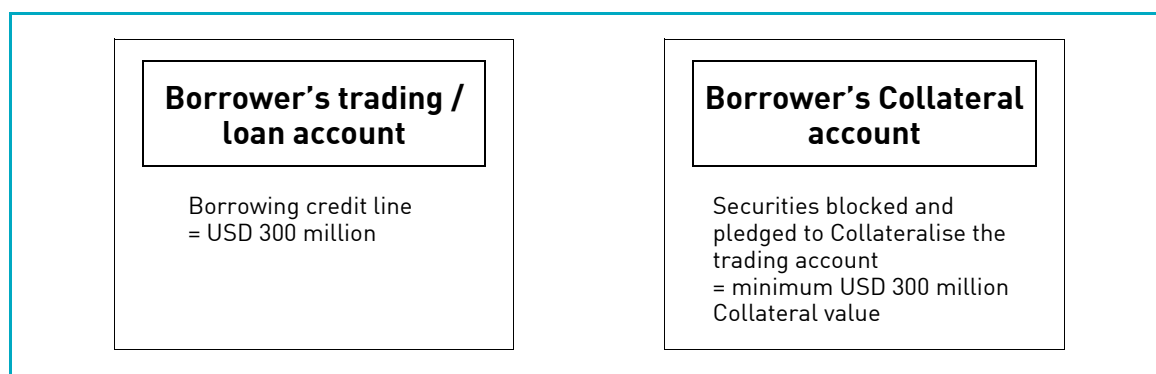 Borrower's trading /
loan account
Borrowing credit line
= USD 300 million
Borrower's Collateral
account
Securities blocked and
pledged to Collateralise the
trading account
= minimum USD 300 million
Collateral value